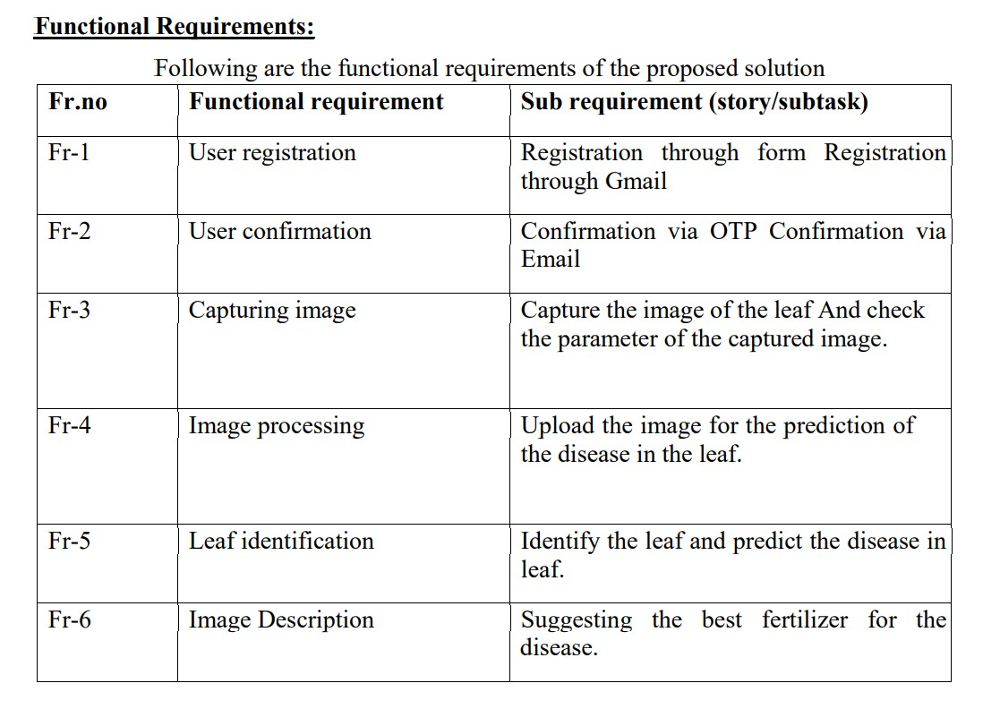 Functional Requirements:
Following are the functional requirements of the proposed solution
Fr.no Functional requirement Sub requirement (story/subtask)
Fr-1 User registration Registration through form Registration
through Gmail
Fr-2 User confirmation Confirmation via OTP Confirmation via
Email
Fr-3 Capturing image Capture the image of the leaf And check
the parameter of the captured image.
Fr-4 Image processing Upload the image for the prediction of
the disease in the leaf.
Fr-5 Leaf identification Identify the leaf and predict the disease in
leaf.
Fr-6 Image Description Suggesting the best fertilizer for the
disease.